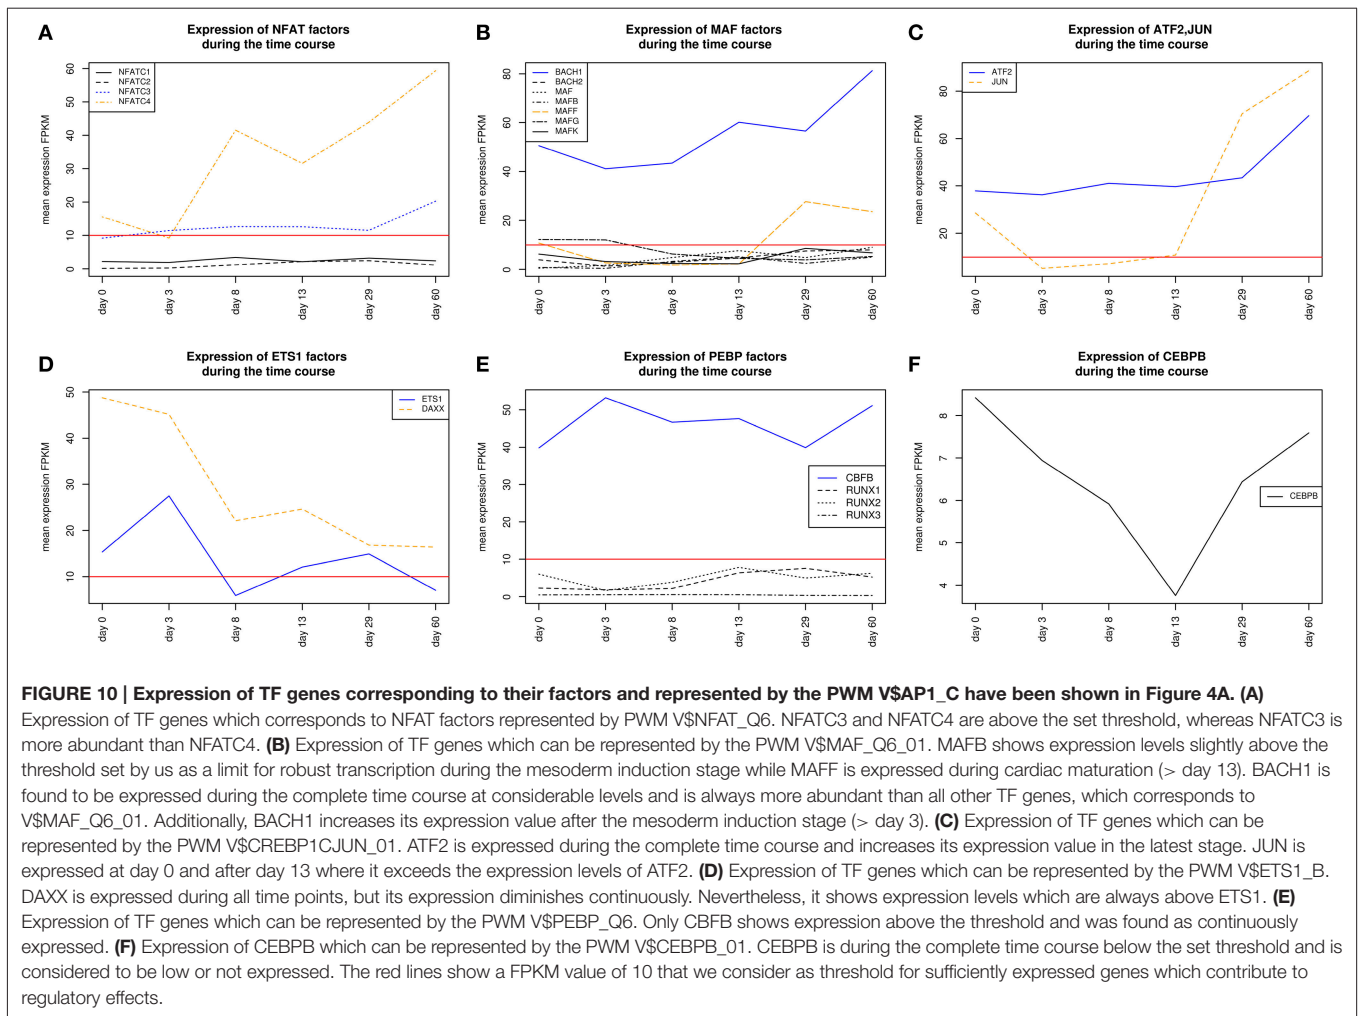 A
Expression of NFAT factors
during the time course
NFATC1
NFATC2
NFATC3
NFATC4
mean expression FPKM
0
10
20
30
40
50
60
day 0
day 3
day 8
day 13
day 29
day 60
B
Expression of MAF factors
during the time course
BACH1
BACH2
MAF
MAFB
MAFF
MAFG
MAFK
mean expression FPKM
0
20
40
60
80
day 0
day 3
day 8
day 13
day 29
day 60
C
Expression of ATF2,JUN
during the time course
ATF2
JUN
mean expression FPKM
20
40
60
80
day 0
day 3
day 8
day 13
day 29
day 60
D
Expression of ETS1 factors
during the time course
ETS1
DAXX
mean expression FPKM
10
20
30
40
50
day 0
day 3
day 8
day 13
day 29
day 60
E
Expression of PEBP factors
during the time course
CBFB
RUNX1
RUNX2
RUNX3
mean expression FPKM
0
10
20
30
40
50
day 0
day 3
day 8
day 13
day 29
day 60
F
Expression of CEBPB
during the time course
CEBPB
mean expression FPKM
4
5
6
7
8
day 0
day 3
day 8
day 13
day 29
day 60
FIGURE 10 | Expression of TF genes corresponding to their factors and represented by the PWM V$AP1_C have been shown in Figure 4A. (A)
Expression of TF genes which corresponds to NFAT factors represented by PWM V$NFAT_Q6. NFATC3 and NFATC4 are above the set threshold, whereas NFATC3 is
more abundant than NFATC4. (B) Expression of TF genes which can be represented by the PWM V$MAF_Q6_01. MAFB shows expression levels slightly above the
threshold set by us as a limit for robust transcription during the mesoderm induction stage while MAFF is expressed during cardiac maturation (> day 13). BACH1 is
found to be expressed during the complete time course at considerable levels and is always more abundant than all other TF genes, which corresponds to
V$MAF_Q6_01. Additionally, BACH1 increases its expression value after the mesoderm induction stage (> day 3). (C) Expression of TF genes which can be
represented by the PWM V$CREBP1CJUN_01. ATF2 is expressed during the complete time course and increases its expression value in the latest stage. JUN is
expressed at day 0 and after day 13 where it exceeds the expression levels of ATF2. (D) Expression of TF genes which can be represented by the PWM V$ETS1_B.
DAXX is expressed during all time points, but its expression diminishes continuously. Nevertheless, it shows expression levels which are always above ETS1. (E)
Expression of TF genes which can be represented by the PWM V$PEBP_Q6. Only CBFB shows expression above the threshold and was found as continuously
expressed. (F) Expression of CEBPB which can be represented by the PWM V$CEBPB_01. CEBPB is during the complete time course below the set threshold and is
considered to be low or not expressed. The red lines show a FPKM value of 10 that we consider as threshold for sufficiently expressed genes which contribute to
regulatory effects.